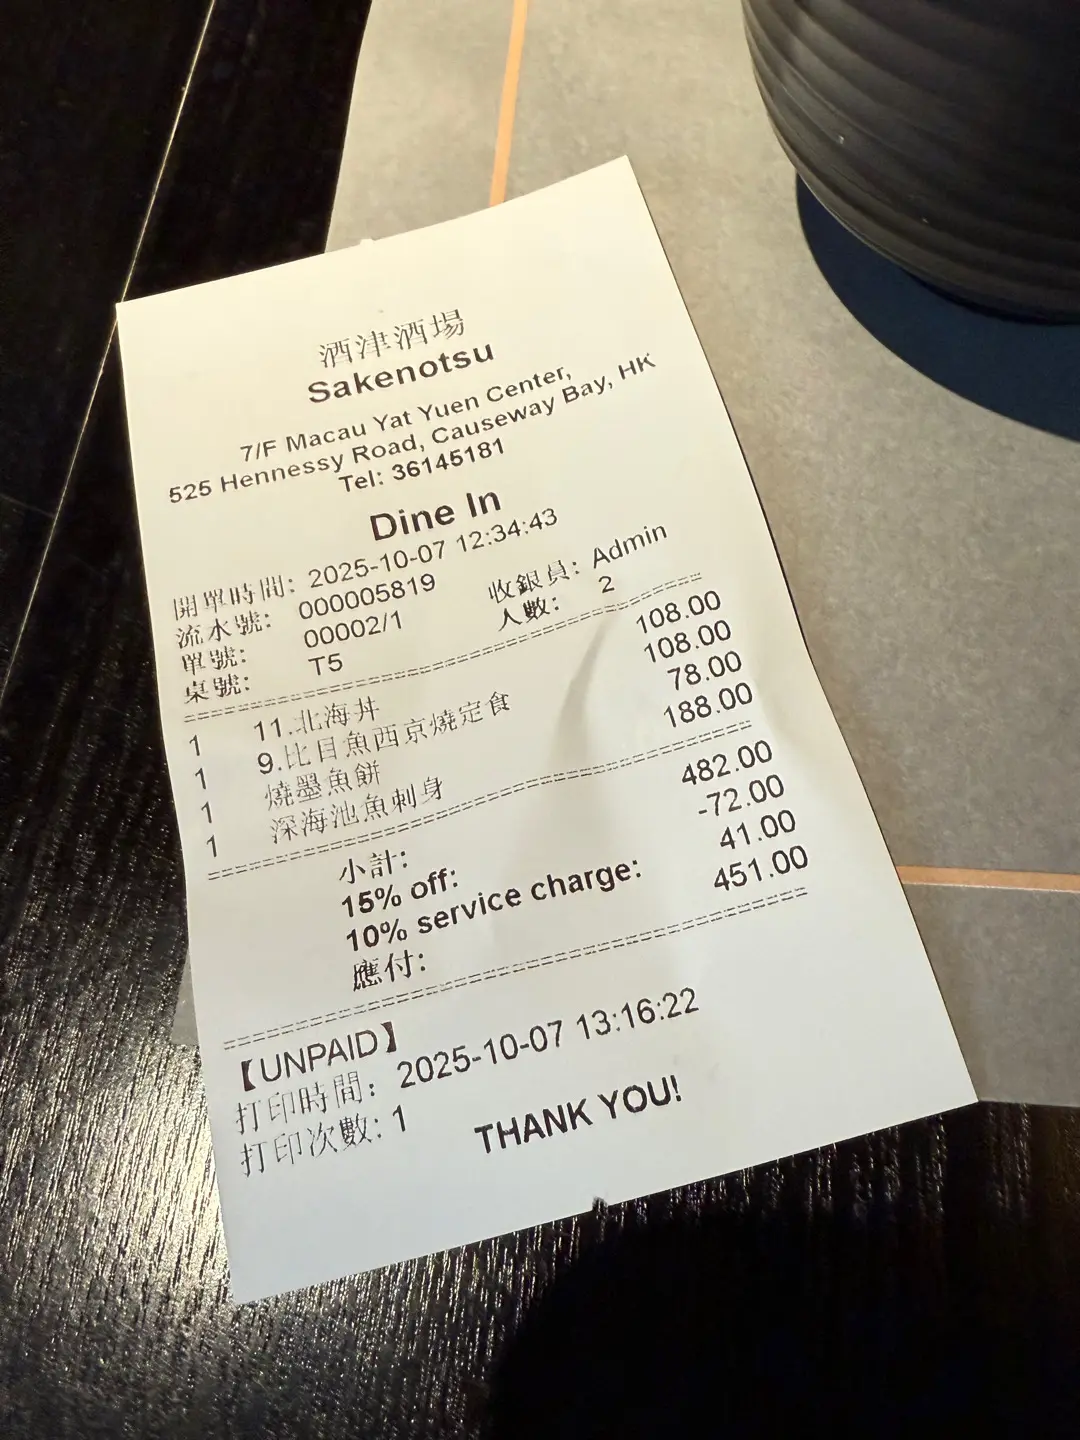 酒津酒場
Sakenotsu
7/F Macau Yat Yuen Center,
525 Hennessy Road, Causeway Bay, HK
Tel: 36145181
Dine In
開單時間: 2025-10-07 12:34:43
流水號: 000005819 收銀員: Admin
單號: 00002/1 人數: 2
桌號: T5
1 11.北海丼 108.00
1 9.比目魚西京燒定食 108.00
1 燒墨魚餅 78.00
1 深海池魚刺身 188.00
小計: 482.00
15% off: -72.00
10% service charge: 41.00
應付: 451.00
【UNPAID】
打印時間: 2025-10-07 13:16:22
打印次數: 1
THANK YOU!